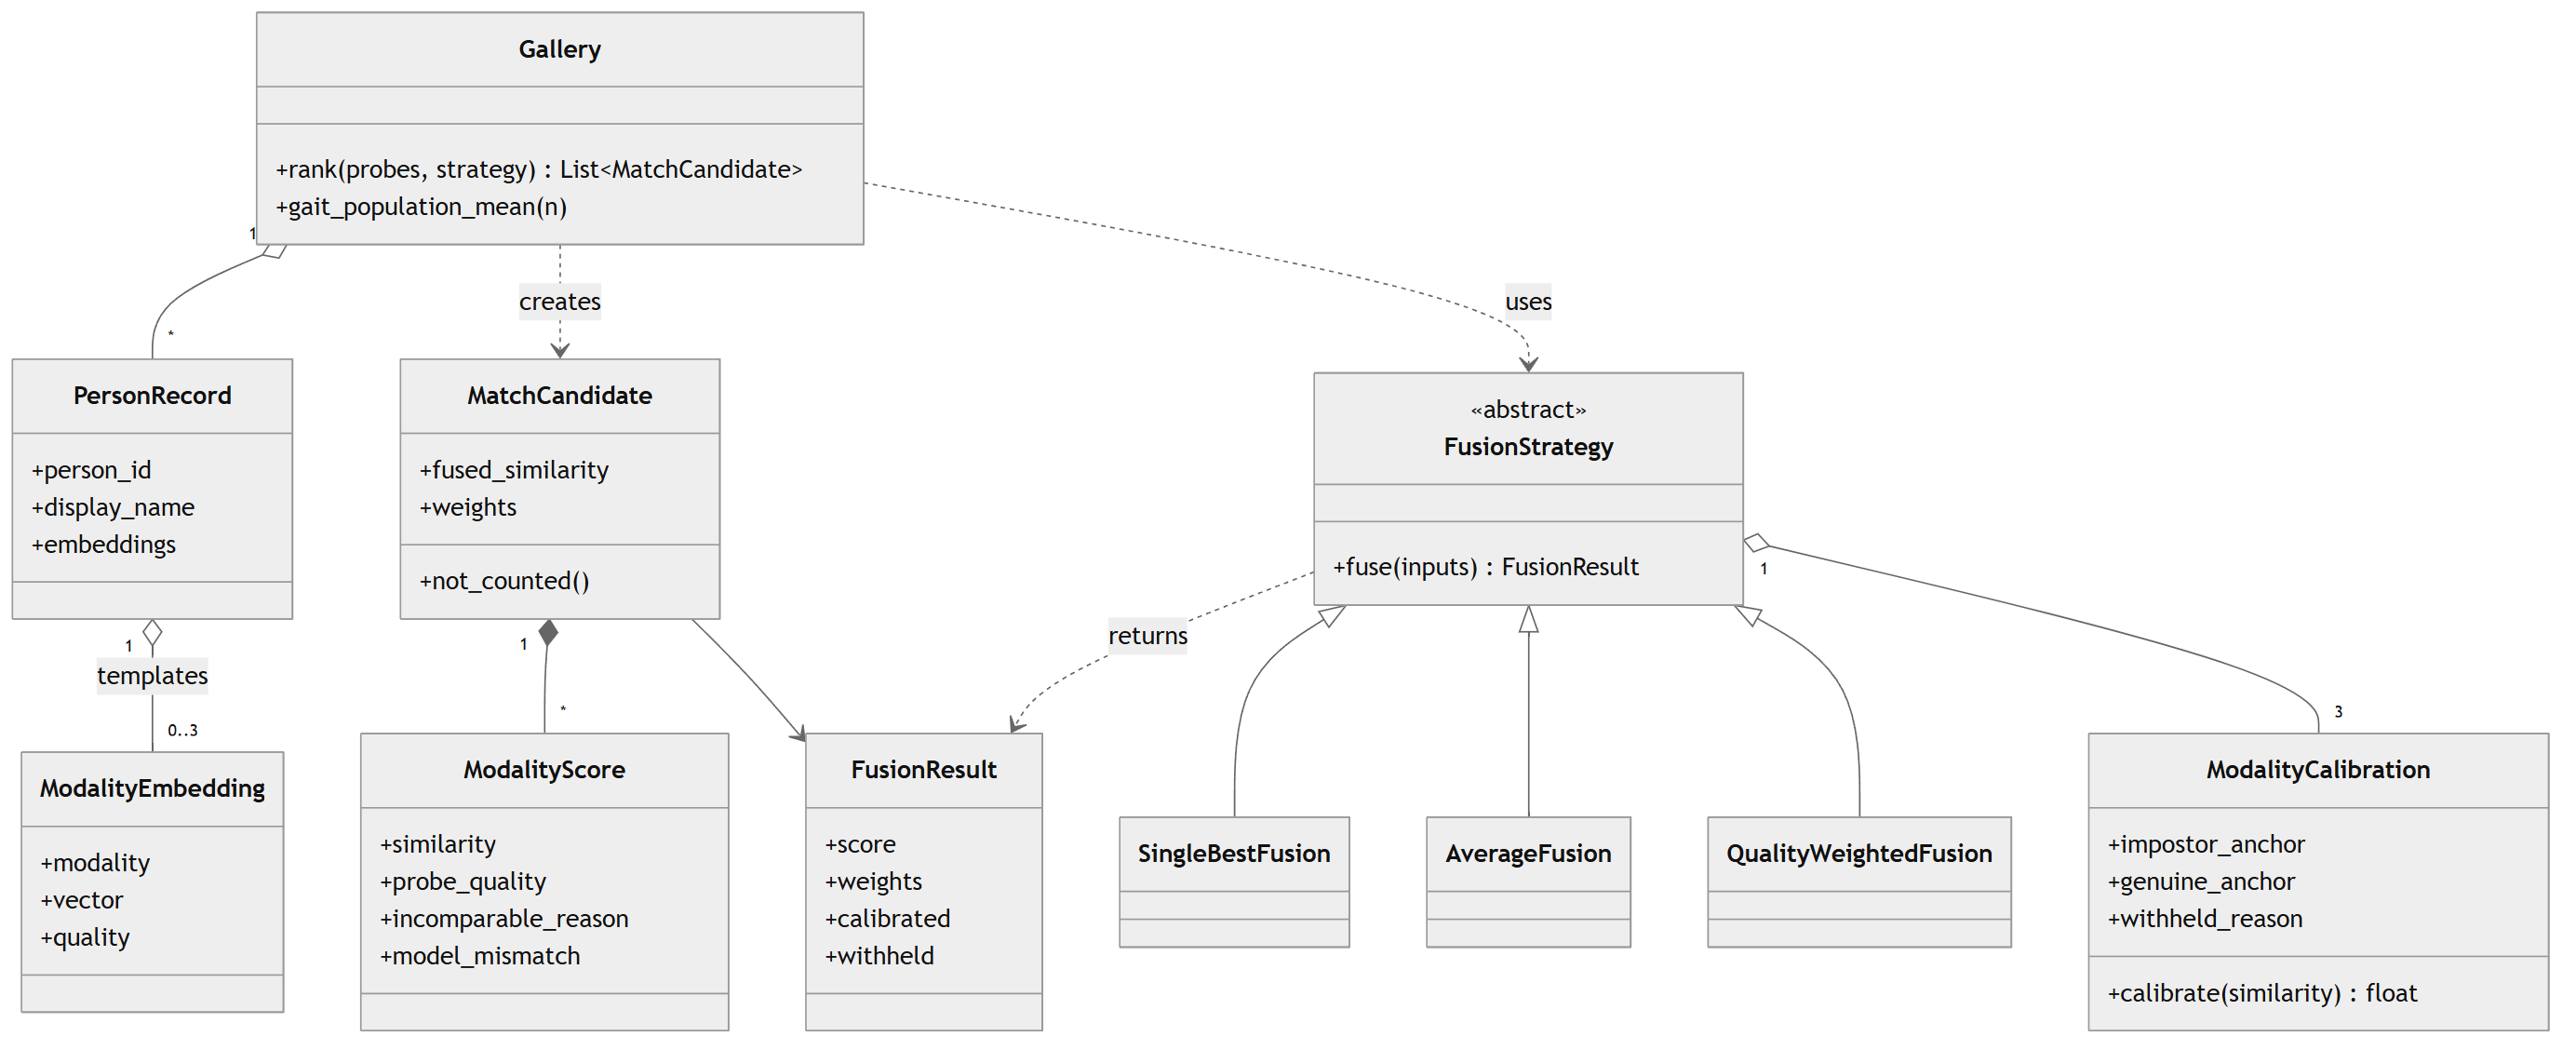 Gallery
+rank(probes, strategy) : List<MatchCandidate>
+gait_population_mean(n)
1
*
creates
uses
PersonRecord
+person_id
+display_name
+embeddings
MatchCandidate
+fused_similarity
+weights
+not_counted()
«abstract»
FusionStrategy
+fuse(inputs) : FusionResult
1
templates
0..3
1
*
returns
1
3
ModalityEmbedding
+modality
+vector
+quality
ModalityScore
+similarity
+probe_quality
+incomparable_reason
+model_mismatch
FusionResult
+score
+weights
+calibrated
+withheld
SingleBestFusion
AverageFusion
QualityWeightedFusion
ModalityCalibration
+impostor_anchor
+genuine_anchor
+withheld_reason
+calibrate(similarity) : float